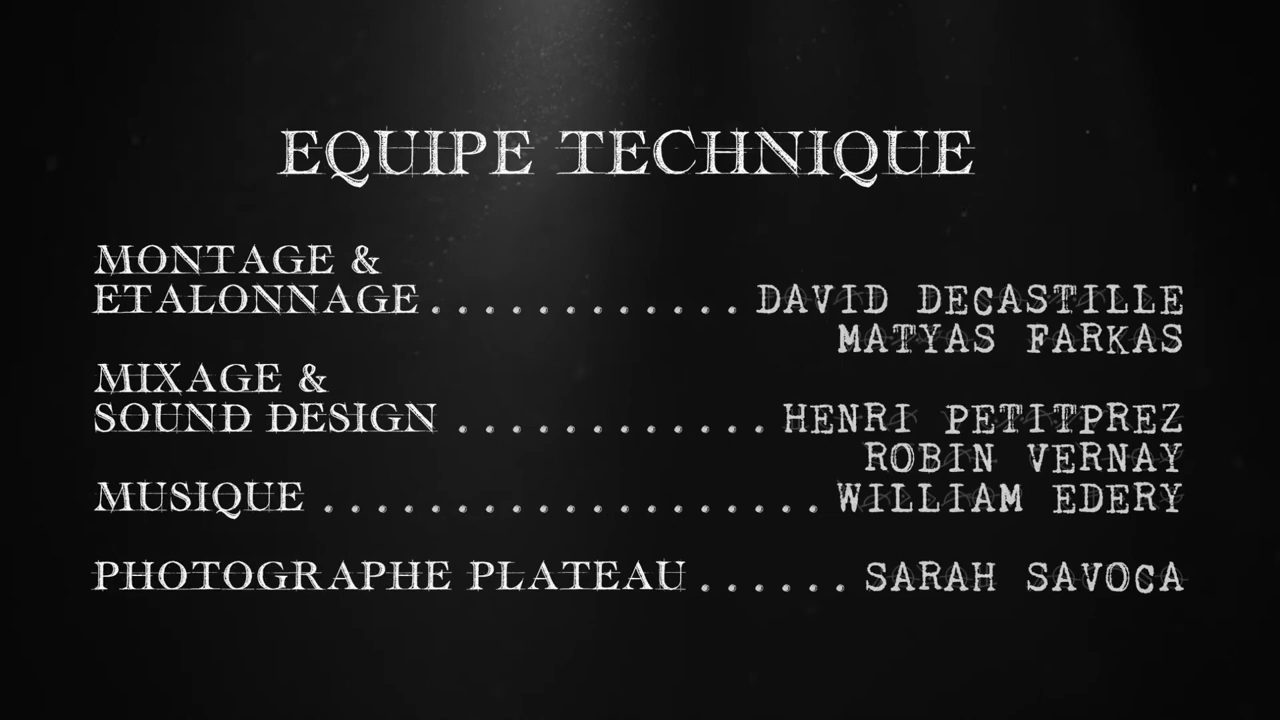 EQUIPE TECHNIQUE
MONTAGE &
ETALONNAGE . . . . . . . . . . . . DAVID DECASTILLE
MATYAS FARKAS
MIXAGE &
SOUND DESIGN . . . . . . . . . . . . HENRI PETITPREZ
ROBIN VERNAY
MUSIQUE . . . . . . . . . . . . . . . . . . . WILLIAM EDERY
PHOTOGRAPHE PLATEAU . . . . . . SARAH SAVOCA